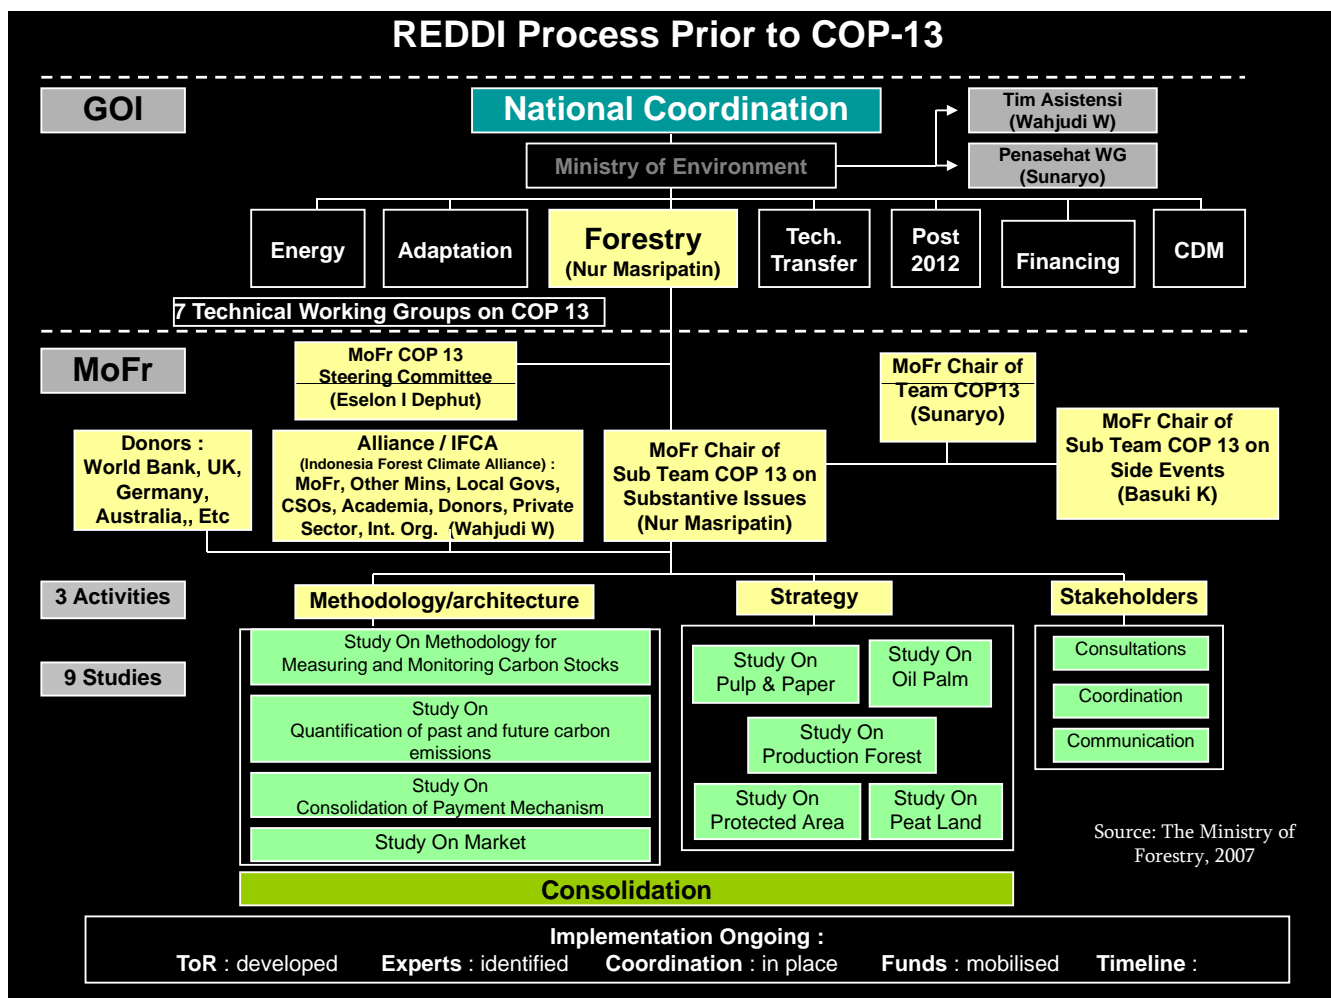 REDDI Process Prior to COP-13
GOI
National Coordination
Tim Asistensi
(Wahjudi W)
Ministry of Environment
Penasehat WG
(Sunaryo)
Energy
Adaptation
Forestry
(Nur Masripatin)
Tech.
Transfer
Post
2012
Financing
CDM
7 Technical Working Groups on COP 13
MoFr
MoFr COP 13
Steering Committee
(Eselon I Dephut)
MoFr Chair of
Team COP13
(Sunaryo)
Donors :
World Bank, UK,
Germany,
Australia,, Etc
Alliance / IFCA
(Indonesia Forest Climate Alliance) :
MoFr, Other Mins, Local Govs,
CSOs, Academia, Donors, Private
Sector, Int. Org. (Wahjudi W)
MoFr Chair of
Sub Team COP 13 on
Substantive Issues
(Nur Masripatin)
MoFr Chair of
Sub Team COP 13 on
Side Events
(Basuki K)
3 Activities
Methodology/architecture
Strategy
Stakeholders
9 Studies
Study On Methodology for
Measuring and Monitoring Carbon Stocks
Study On
Quantification of past and future carbon
emissions
Study On
Consolidation of Payment Mechanism
Study On Market
Study On
Pulp & Paper
Study On
Oil Palm
Study On
Production Forest
Study On
Protected Area
Study On
Peat Land
Consultations
Coordination
Communication
Source: The Ministry of
Forestry, 2007
Consolidation
Implementation Ongoing :
ToR : developed Experts : identified Coordination : in place Funds : mobilised Timeline :